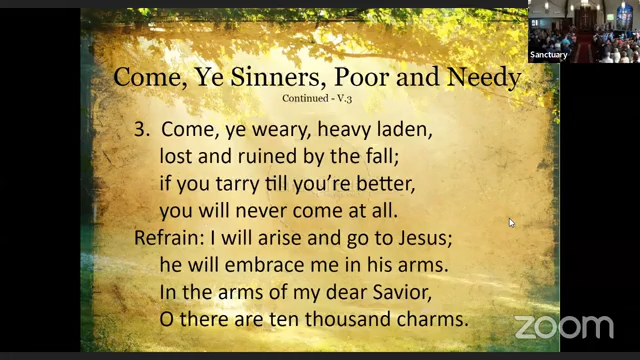 Sanctuary
Come, Ye Sinners, Poor and Needy
Continued - V.3
3. Come, ye weary, heavy laden,
lost and ruined by the fall;
if you tarry till you're better,
you will never come at all.
Refrain: I will arise and go to Jesus;
he will embrace me in his arms.
In the arms of my dear Savior,
O there are ten thousand charms.
zoom